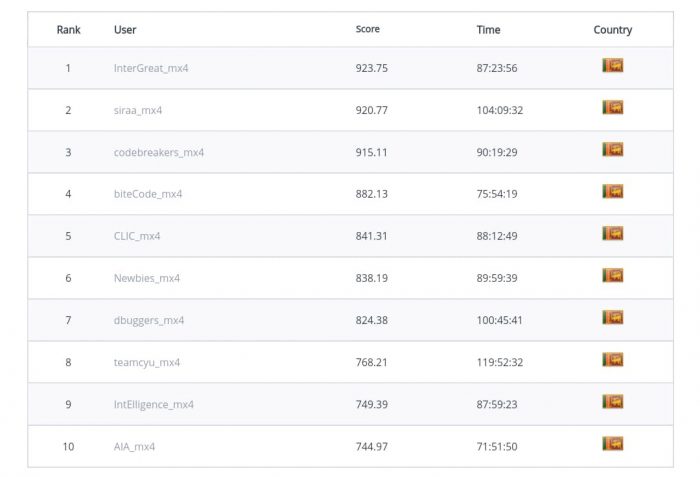 Rank User Score Time Country
1 InterGreat_mx4 923.75 87:23:56
2 siraa_mx4 920.77 104:09:32
3 codebreakers_mx4 915.11 90:19:29
4 biteCode_mx4 882.13 75:54:19
5 CLIC_mx4 841.31 88:12:49
6 Newbies_mx4 838.19 89:59:39
7 dbuggers_mx4 824.38 100:45:41
8 teamcyu_mx4 768.21 119:52:32
9 IntElligence_mx4 749.39 87:59:23
10 AIA_mx4 744.97 71:51:50